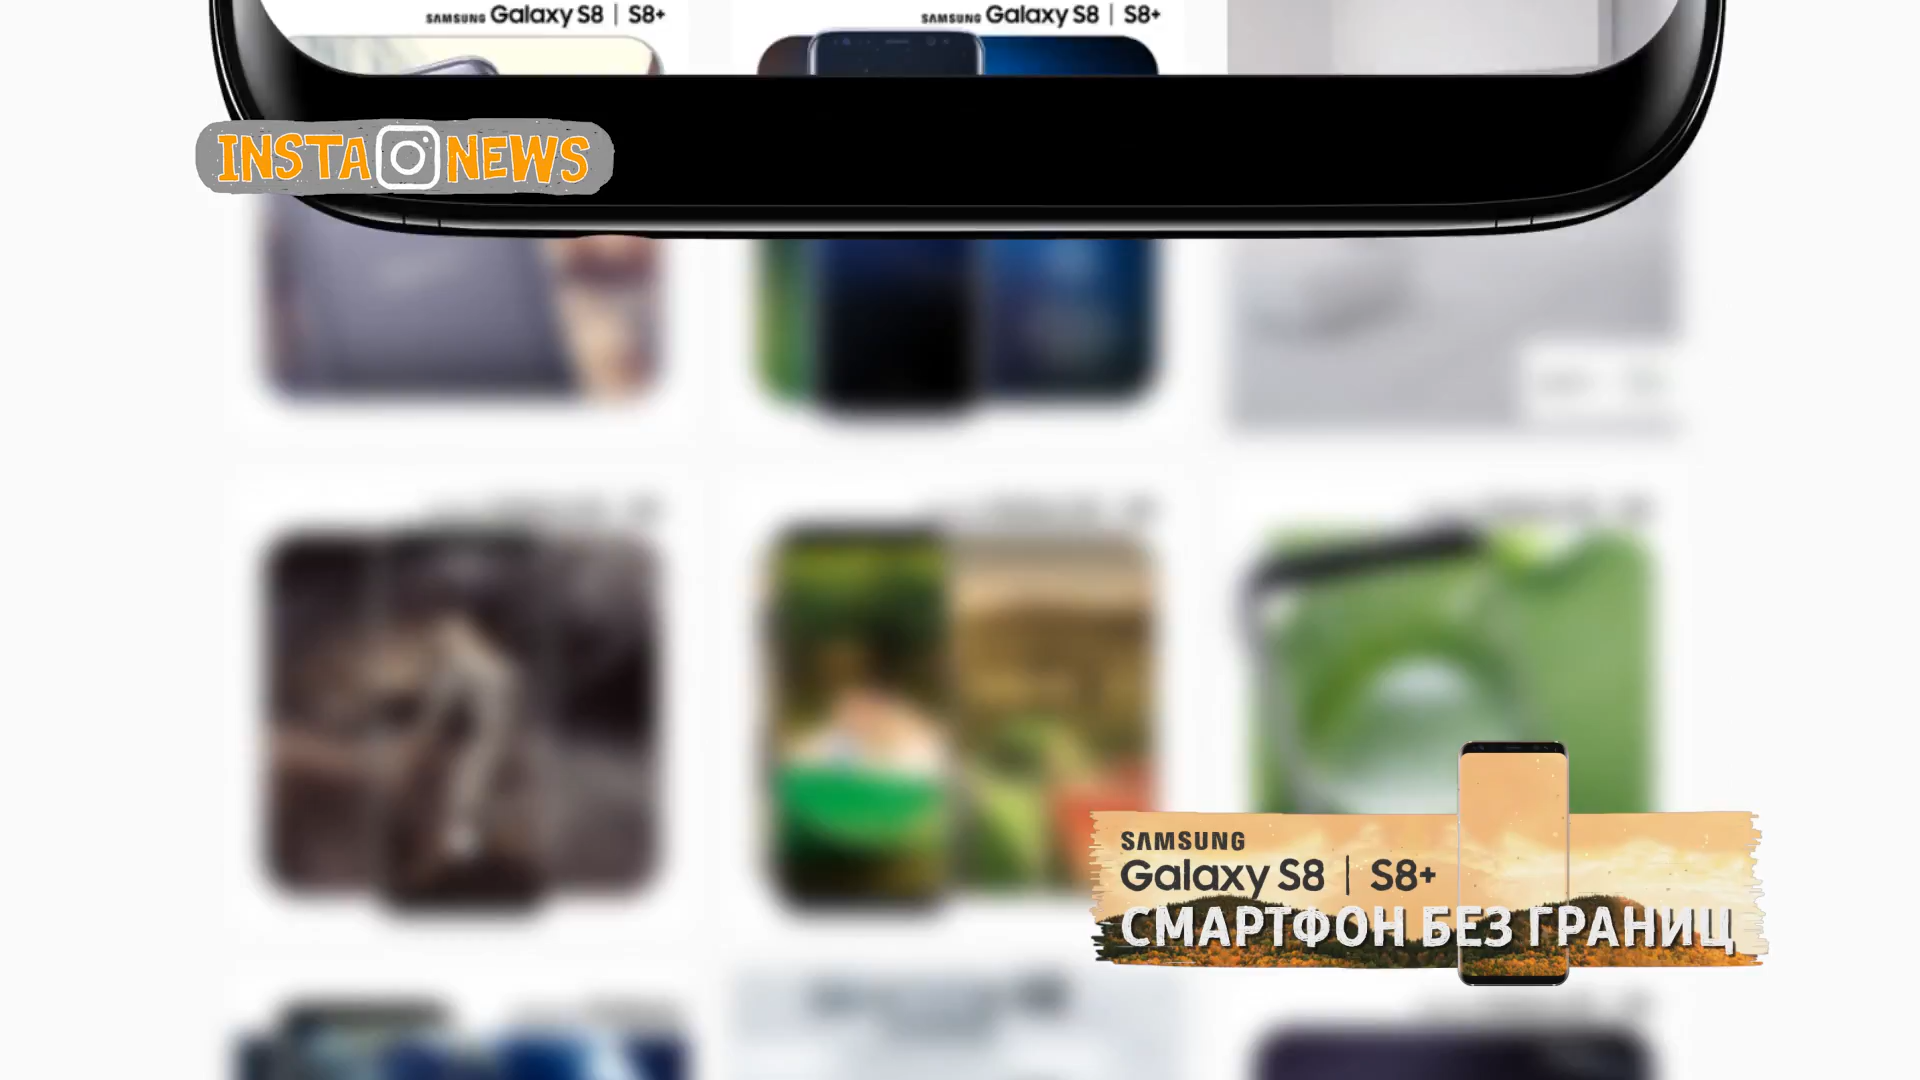 SAMSUNG Galaxy S8 | S8+
SAMSUNG Galaxy S8 | S8+
INSTA NEWS
SAMSUNG
Galaxy S8 | S8+
СМАРТФОН БЕЗ ГРАНИЦ